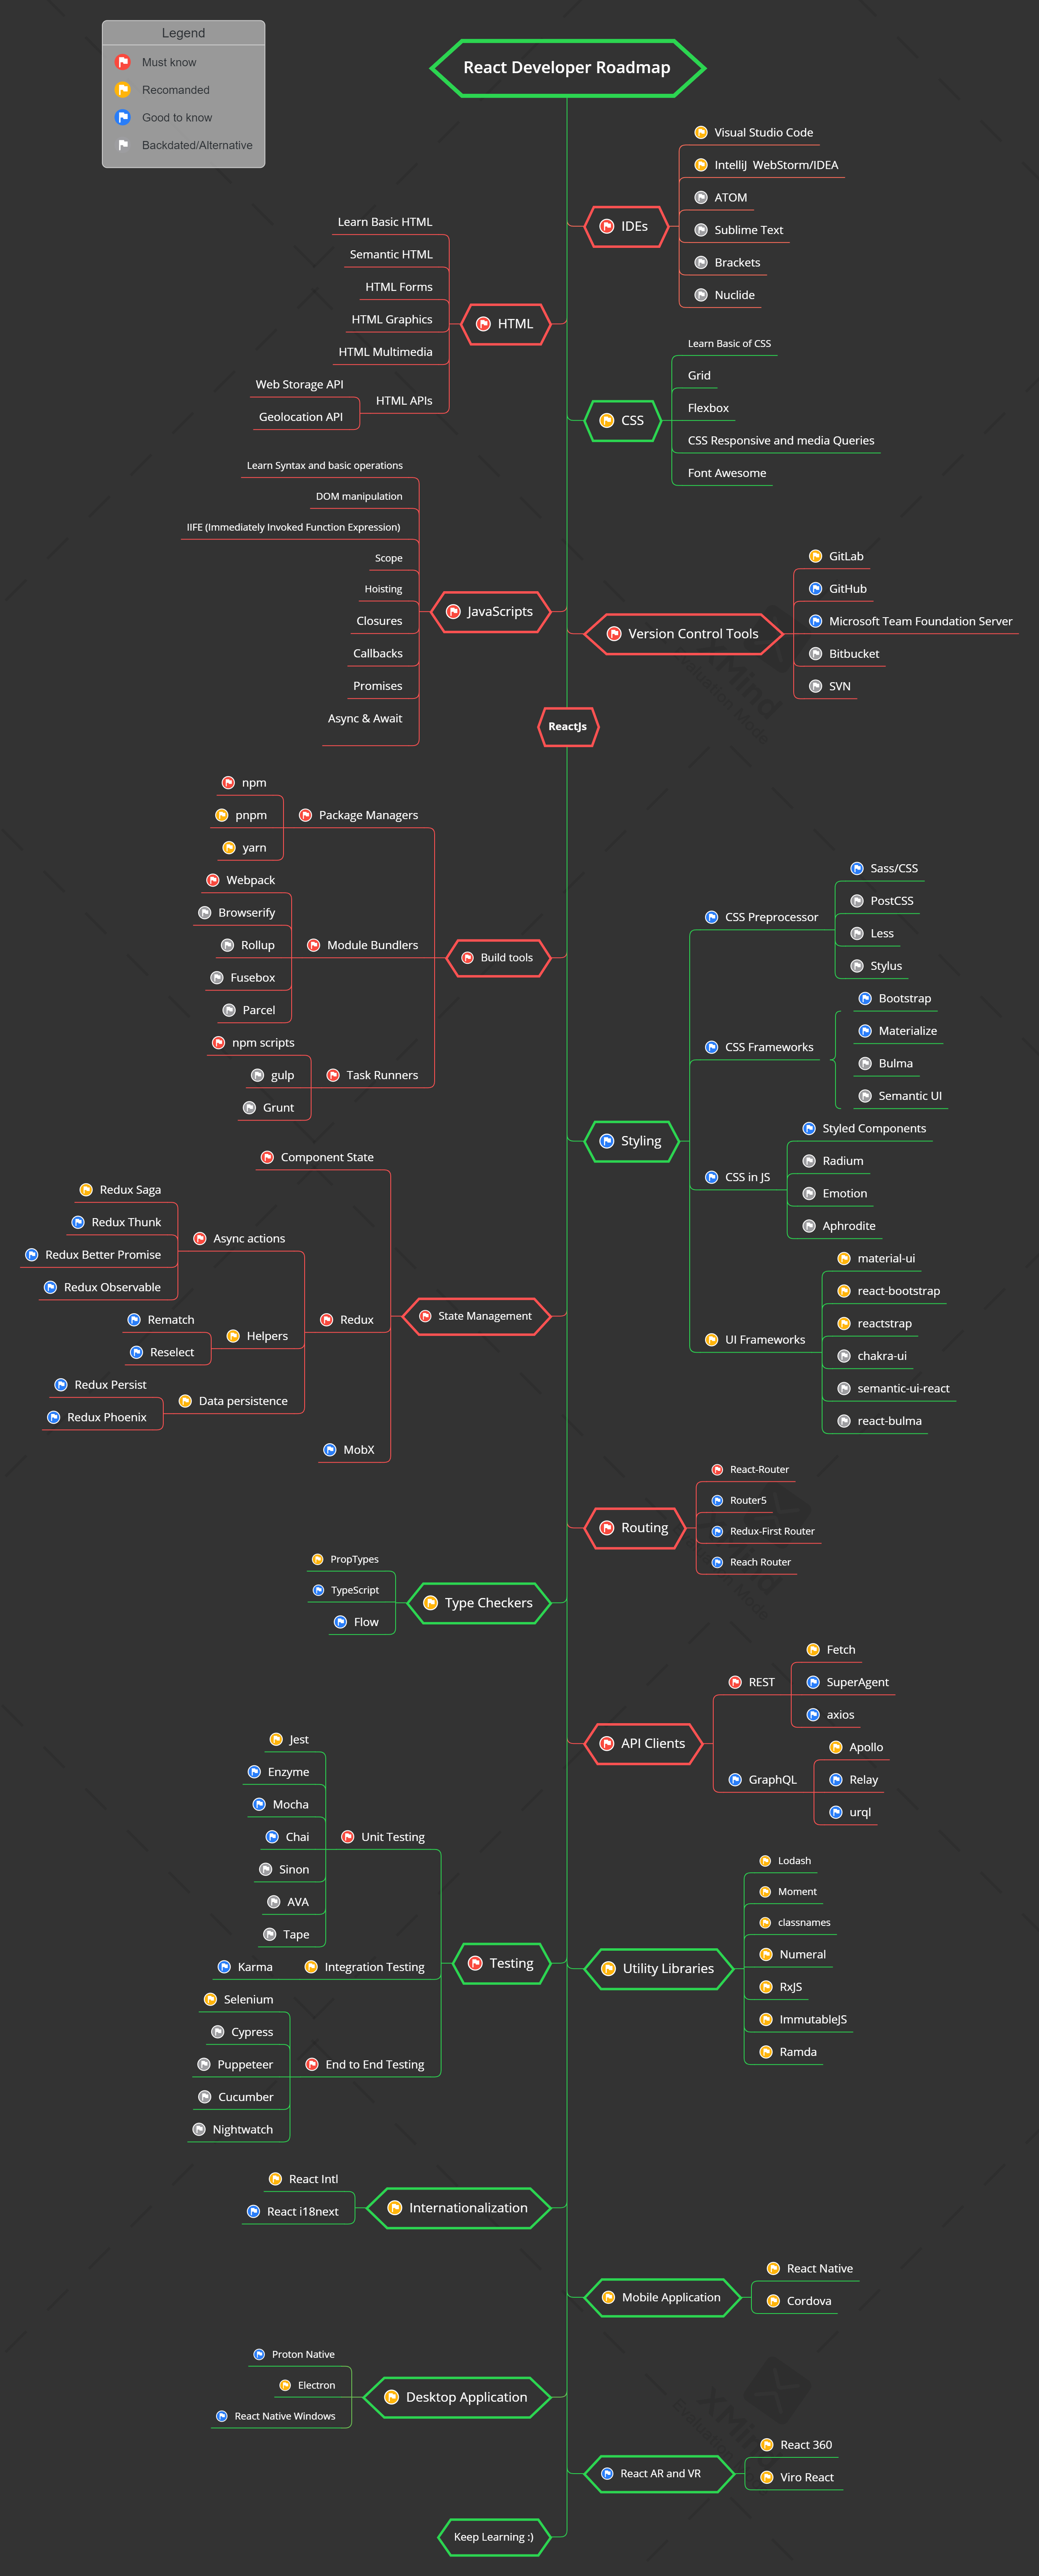 Legend
Must know
Recomanded
Good to know
Backdated/Alternative
React Developer Roadmap
Visual Studio Code
IntelliJ WebStorm/IDEA
ATOM
IDEs
Sublime Text
Brackets
Nuclide
Learn Basic HTML
Semantic HTML
HTML Forms
HTML Graphics
HTML
HTML Multimedia
Web Storage API
HTML APIs
Geolocation API
Learn Basic of CSS
Grid
Flexbox
CSS
CSS Responsive and media Queries
Font Awesome
Learn Syntax and basic operations
DOM manipulation
IIFE (Immediately Invoked Function Expression)
Scope
Hoisting
JavaScripts
Closures
Callbacks
Promises
Async & Await
GitLab
GitHub
Microsoft Team Foundation Server
Version Control Tools
Bitbucket
SVN
XMind
Evaluation Mode
ReactJs
npm
pnpm
Package Managers
yarn
Webpack
Browserify
Rollup
Module Bundlers
Build tools
Fusebox
Parcel
npm scripts
gulp
Task Runners
Grunt
Sass/CSS
PostCSS
CSS Preprocessor
Less
Stylus
Bootstrap
Materialize
CSS Frameworks
Bulma
Semantic UI
Styling
Styled Components
Radium
CSS in JS
Emotion
Aphrodite
material-ui
react-bootstrap
reactstrap
UI Frameworks
chakra-ui
semantic-ui-react
react-bulma
Component State
Redux Saga
Redux Thunk
Async actions
Redux Better Promise
Redux Observable
Rematch
Helpers
Redux
State Management
Reselect
Redux Persist
Data persistence
Redux Phoenix
MobX
React-Router
Router5
Routing
Redux-First Router
Reach Router
PropTypes
TypeScript
Type Checkers
Flow
Fetch
REST
SuperAgent
axios
API Clients
Apollo
GraphQL
Relay
urql
Jest
Enzyme
Mocha
Chai
Unit Testing
Sinon
AVA
Tape
Karma
Integration Testing
Testing
Selenium
Cypress
Puppeteer
End to End Testing
Cucumber
Nightwatch
Lodash
Moment
classnames
Numeral
Utility Libraries
RxJS
ImmutableJS
Ramda
React Intl
Internationalization
React i18next
React Native
Mobile Application
Cordova
Proton Native
Electron
Desktop Application
React Native Windows
React 360
React AR and VR
Viro React
Keep Learning :)